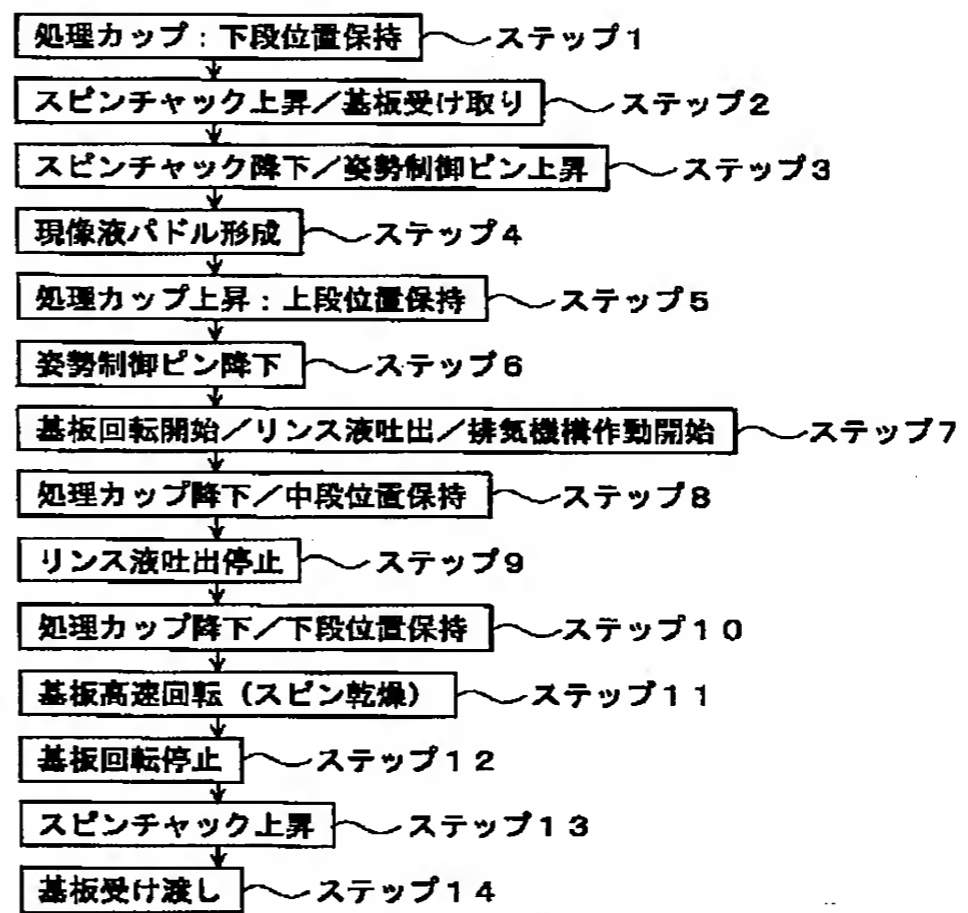 処理カップ：下段位置保持 ステップ1
スピンチャック上昇／基板受け取り ステップ2
スピンチャック降下／姿勢制御ピン上昇 ステップ3
現像液パドル形成 ステップ4
処理カップ上昇：上段位置保持 ステップ5
姿勢制御ピン降下 ステップ6
基板回転開始／リンス液吐出／排気機構作動開始 ステップ7
処理カップ降下／中段位置保持 ステップ8
リンス液吐出停止 ステップ9
処理カップ降下／下段位置保持 ステップ10
基板高速回転（スピン乾燥） ステップ11
基板回転停止 ステップ12
スピンチャック上昇 ステップ13
基板受け渡し ステップ14